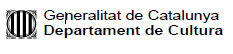 Generalitat de Catalunya
Departament de Cultura